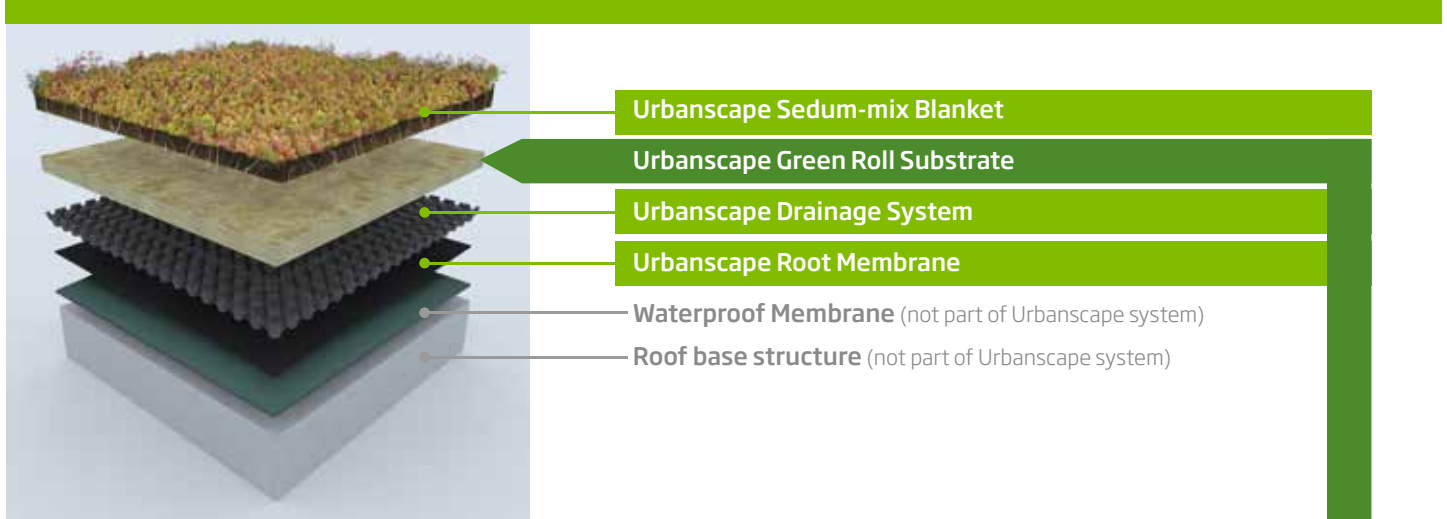 Urbanscape Sedum-mix Blanket
Urbanscape Green Roll Substrate
Urbanscape Drainage System
Urbanscape Root Membrane
Waterproof Membrane (not part of Urbanscape system)
Roof base structure (not part of Urbanscape system)